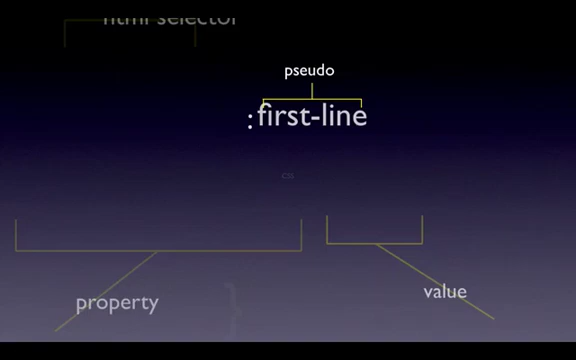 html selector
pseudo
:first-line
css
property
value
}